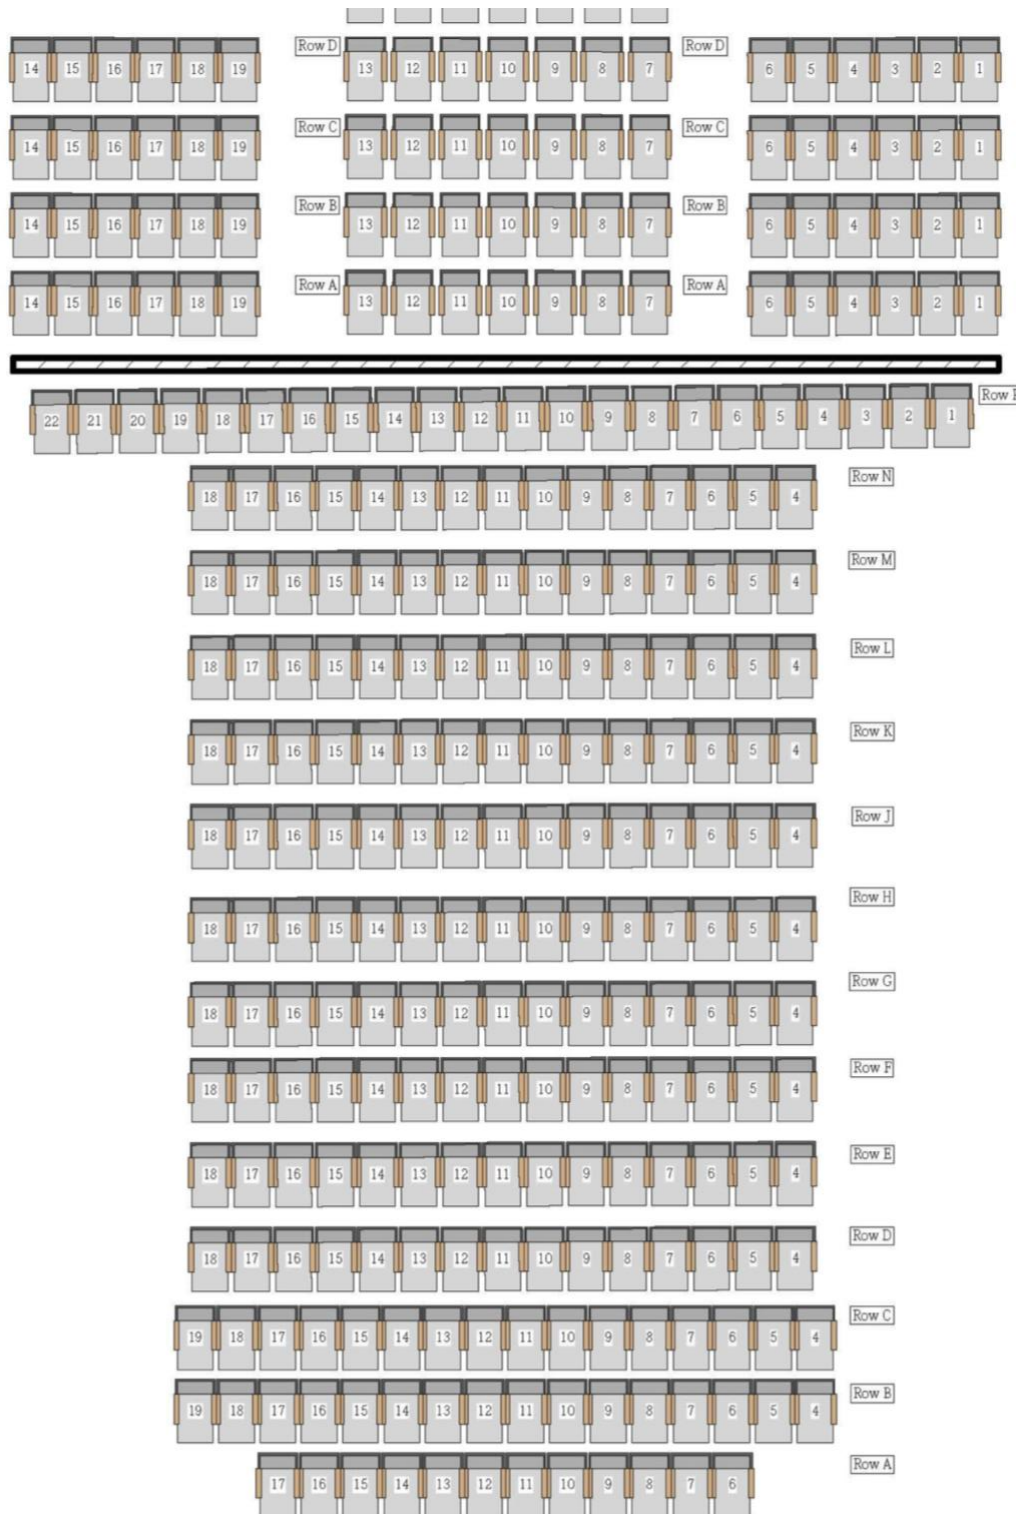 Row D Row D
14 15 16 17 18 19 13 12 11 10 9 8 7 6 5 4 3 2 1
Row C Row C
14 15 16 17 18 19 13 12 11 10 9 8 7 6 5 4 3 2 1
Row B Row B
14 15 16 17 18 19 13 12 11 10 9 8 7 6 5 4 3 2 1
Row A Row A
14 15 16 17 18 19 13 12 11 10 9 8 7 6 5 4 3 2 1
Row
22 21 20 19 18 17 16 15 14 13 12 11 10 9 8 7 6 5 4 3 2 1
Row N
18 17 16 15 14 13 12 11 10 9 8 7 6 5 4
Row M
18 17 16 15 14 13 12 11 10 9 8 7 6 5 4
Row L
18 17 16 15 14 13 12 11 10 9 8 7 6 5 4
Row K
18 17 16 15 14 13 12 11 10 9 8 7 6 5 4
Row J
18 17 16 15 14 13 12 11 10 9 8 7 6 5 4
Row H
18 17 16 15 14 13 12 11 10 9 8 7 6 5 4
Row G
18 17 16 15 14 13 12 11 10 9 8 7 6 5 4
Row F
18 17 16 15 14 13 12 11 10 9 8 7 6 5 4
Row E
18 17 16 15 14 13 12 11 10 9 8 7 6 5 4
Row D
18 17 16 15 14 13 12 11 10 9 8 7 6 5 4
Row C
19 18 17 16 15 14 13 12 11 10 9 8 7 6 5 4
Row B
19 18 17 16 15 14 13 12 11 10 9 8 7 6 5 4
Row A
17 16 15 14 13 12 11 10 9 8 7 6